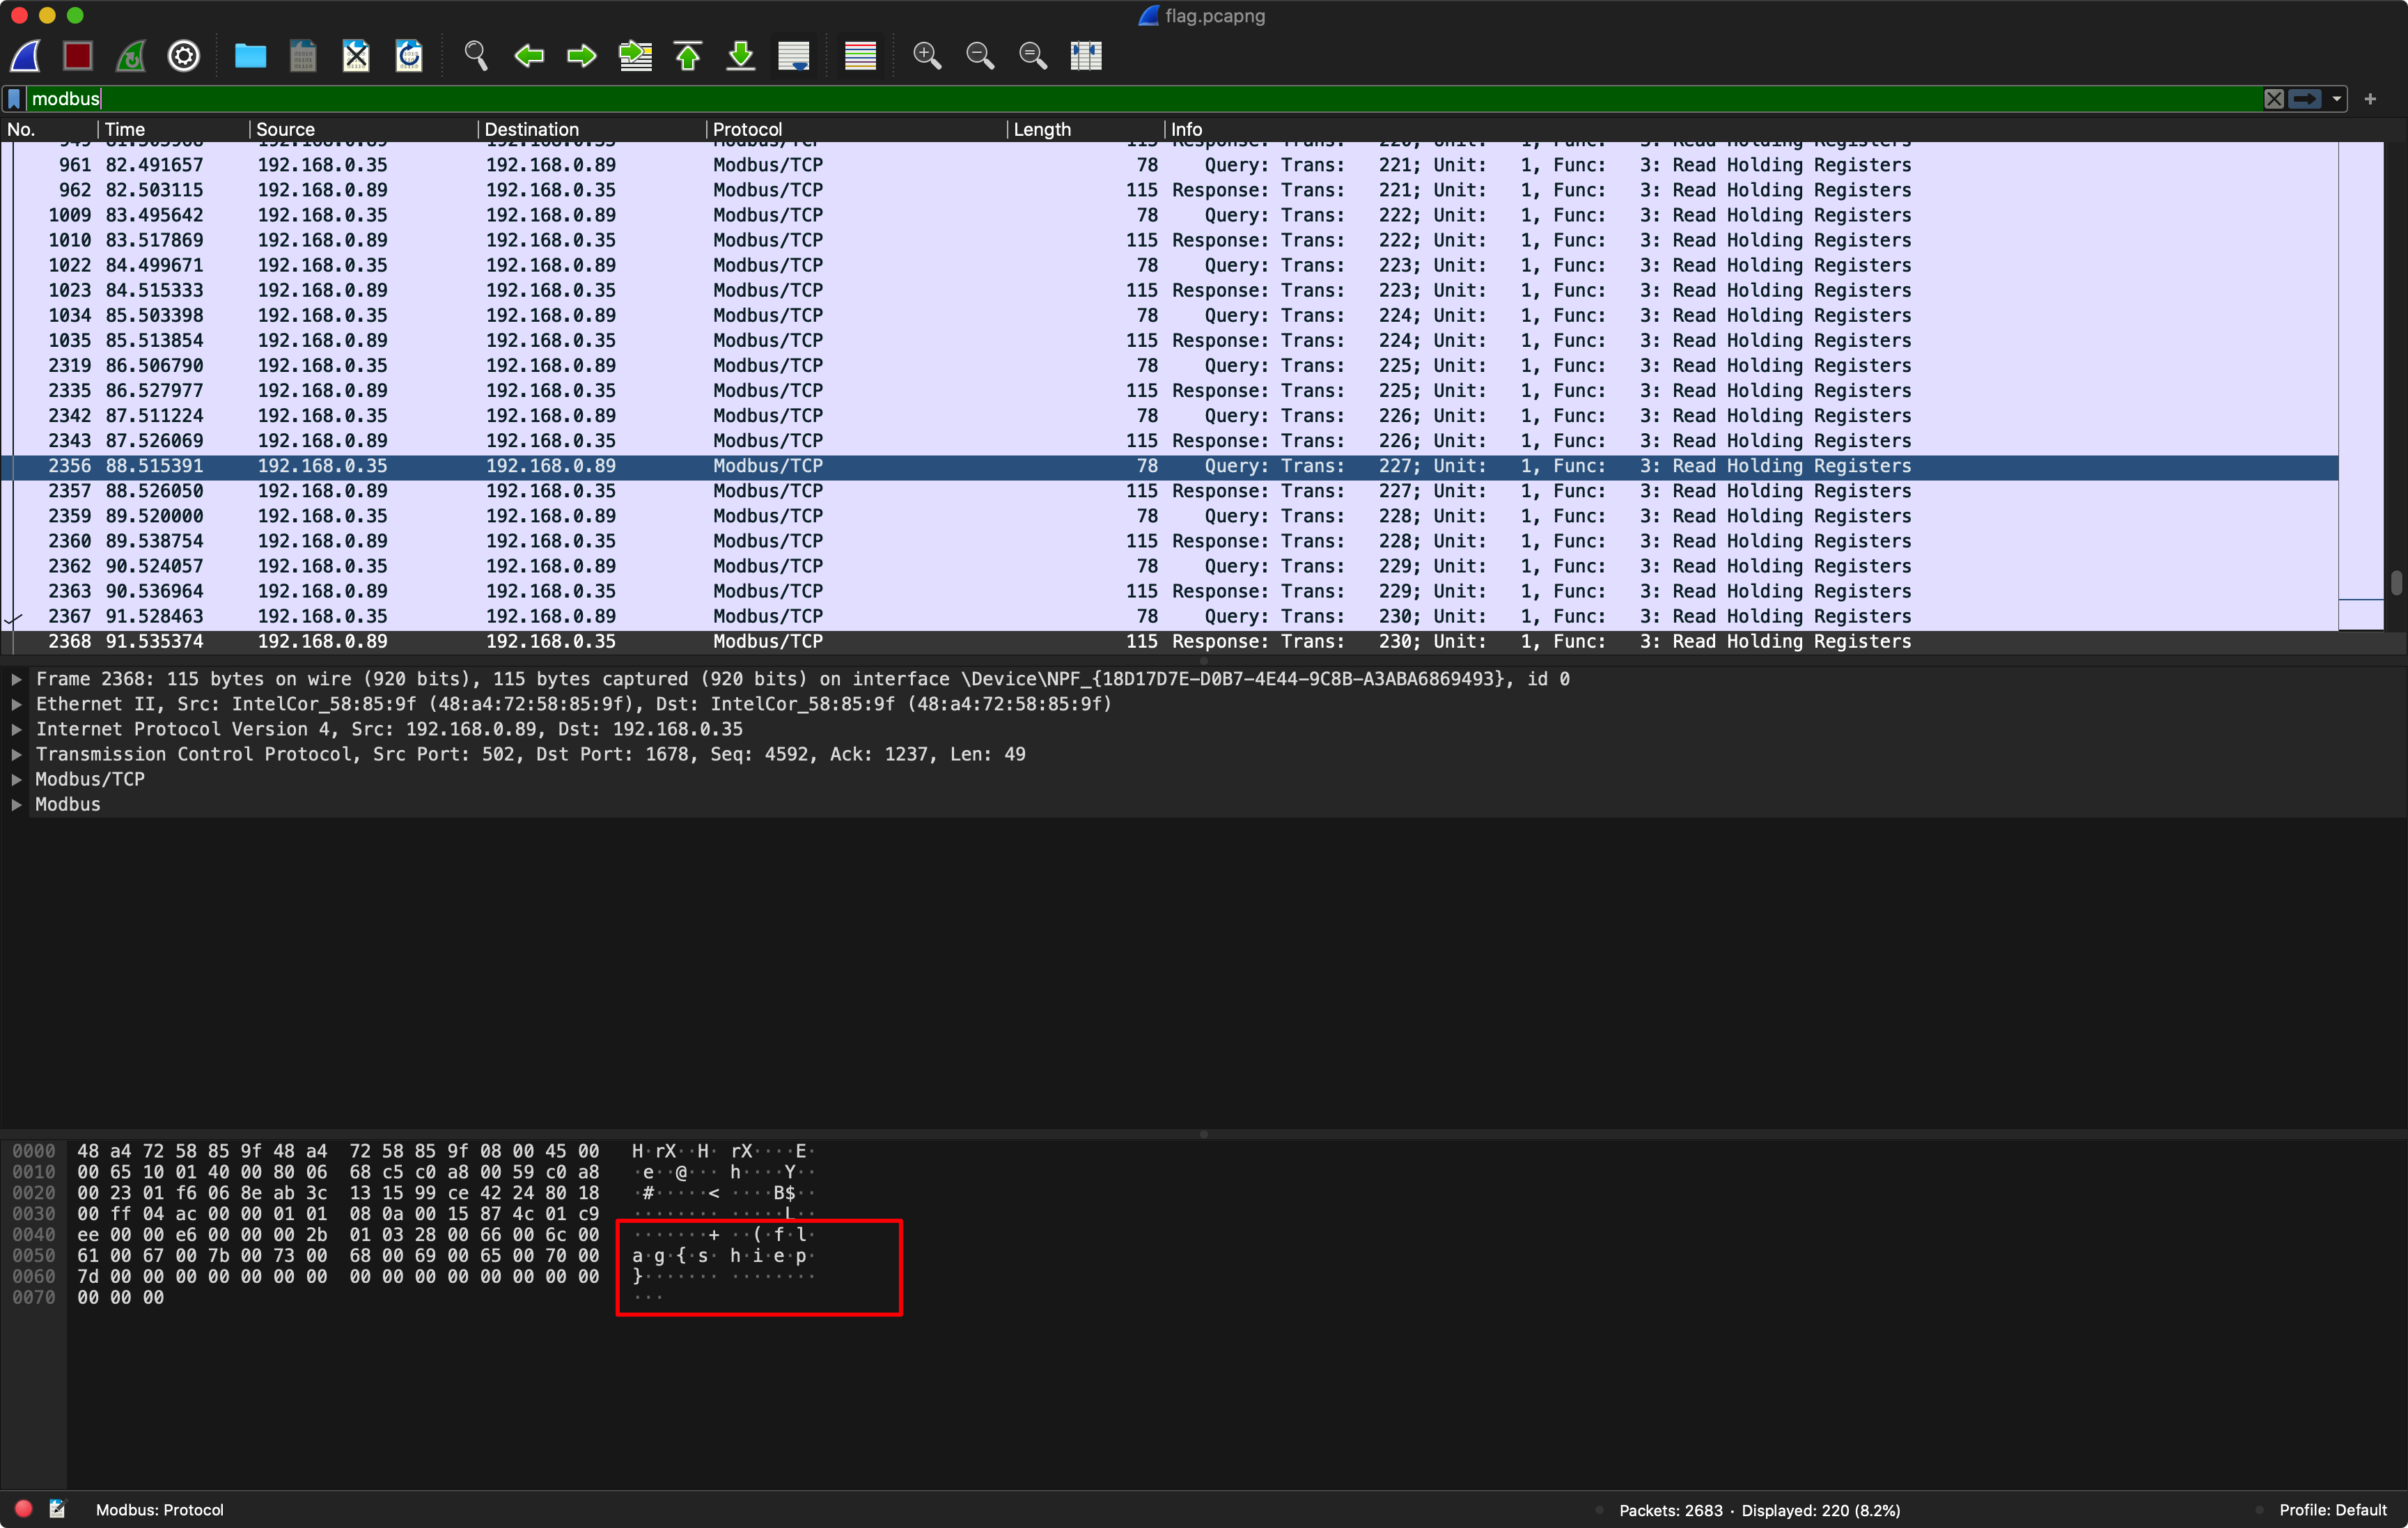 flag.pcapng
modbus
No. Time Source Destination Protocol Length Info
961 82.491657 192.168.0.35 192.168.0.89 Modbus/TCP 78 Query: Trans: 221; Unit: 1, Func: 3: Read Holding Registers
962 82.503115 192.168.0.89 192.168.0.35 Modbus/TCP 115 Response: Trans: 221; Unit: 1, Func: 3: Read Holding Registers
1009 83.495642 192.168.0.35 192.168.0.89 Modbus/TCP 78 Query: Trans: 222; Unit: 1, Func: 3: Read Holding Registers
1010 83.517869 192.168.0.89 192.168.0.35 Modbus/TCP 115 Response: Trans: 222; Unit: 1, Func: 3: Read Holding Registers
1022 84.499671 192.168.0.35 192.168.0.89 Modbus/TCP 78 Query: Trans: 223; Unit: 1, Func: 3: Read Holding Registers
1023 84.515333 192.168.0.89 192.168.0.35 Modbus/TCP 115 Response: Trans: 223; Unit: 1, Func: 3: Read Holding Registers
1034 85.503398 192.168.0.35 192.168.0.89 Modbus/TCP 78 Query: Trans: 224; Unit: 1, Func: 3: Read Holding Registers
1035 85.513854 192.168.0.89 192.168.0.35 Modbus/TCP 115 Response: Trans: 224; Unit: 1, Func: 3: Read Holding Registers
2319 86.506790 192.168.0.35 192.168.0.89 Modbus/TCP 78 Query: Trans: 225; Unit: 1, Func: 3: Read Holding Registers
2335 86.527977 192.168.0.89 192.168.0.35 Modbus/TCP 115 Response: Trans: 225; Unit: 1, Func: 3: Read Holding Registers
2342 87.511224 192.168.0.35 192.168.0.89 Modbus/TCP 78 Query: Trans: 226; Unit: 1, Func: 3: Read Holding Registers
2343 87.526069 192.168.0.89 192.168.0.35 Modbus/TCP 115 Response: Trans: 226; Unit: 1, Func: 3: Read Holding Registers
2356 88.515391 192.168.0.35 192.168.0.89 Modbus/TCP 78 Query: Trans: 227; Unit: 1, Func: 3: Read Holding Registers
2357 88.526050 192.168.0.89 192.168.0.35 Modbus/TCP 115 Response: Trans: 227; Unit: 1, Func: 3: Read Holding Registers
2359 89.520000 192.168.0.35 192.168.0.89 Modbus/TCP 78 Query: Trans: 228; Unit: 1, Func: 3: Read Holding Registers
2360 89.538754 192.168.0.89 192.168.0.35 Modbus/TCP 115 Response: Trans: 228; Unit: 1, Func: 3: Read Holding Registers
2362 90.524057 192.168.0.35 192.168.0.89 Modbus/TCP 78 Query: Trans: 229; Unit: 1, Func: 3: Read Holding Registers
2363 90.536964 192.168.0.89 192.168.0.35 Modbus/TCP 115 Response: Trans: 229; Unit: 1, Func: 3: Read Holding Registers
2367 91.528463 192.168.0.35 192.168.0.89 Modbus/TCP 78 Query: Trans: 230; Unit: 1, Func: 3: Read Holding Registers
2368 91.535374 192.168.0.89 192.168.0.35 Modbus/TCP 115 Response: Trans: 230; Unit: 1, Func: 3: Read Holding Registers
Frame 2368: 115 bytes on wire (920 bits), 115 bytes captured (920 bits) on interface \Device\NPF_{18D17D7E-D0B7-4E44-9C8B-A3ABA6869493}, id 0
Ethernet II, Src: IntelCor_58:85:9f (48:a4:72:58:85:9f), Dst: IntelCor_58:85:9f (48:a4:72:58:85:9f)
Internet Protocol Version 4, Src: 192.168.0.89, Dst: 192.168.0.35
Transmission Control Protocol, Src Port: 502, Dst Port: 1678, Seq: 4592, Ack: 1237, Len: 49
Modbus/TCP
Modbus
0000 48 a4 72 58 85 9f 48 a4 72 58 85 9f 08 00 45 00 H·rX··H· rX····E·
0010 00 65 10 01 40 00 80 06 68 c5 c0 a8 00 59 c0 a8 ·e··@··· h····Y··
0020 00 23 01 f6 06 8e ab 3c 13 15 99 ce 42 24 80 18 ·#·····< ····B$··
0030 00 ff 04 ac 00 00 01 01 08 0a 00 15 87 4c 01 c9 ········ ·····L··
0040 ee 00 00 e6 00 00 00 2b 01 03 28 00 66 00 6c 00 ·······+ ··(·f·l·
0050 61 00 67 00 7b 00 73 00 68 00 69 00 65 00 70 00 a·g·{·s· h·i·e·p·
0060 7d 00 00 00 00 00 00 00 00 00 00 00 00 00 00 00 }······· ········
0070 00 00 00 ···
Modbus: Protocol Packets: 2683 · Displayed: 220 (8.2%) Profile: Default